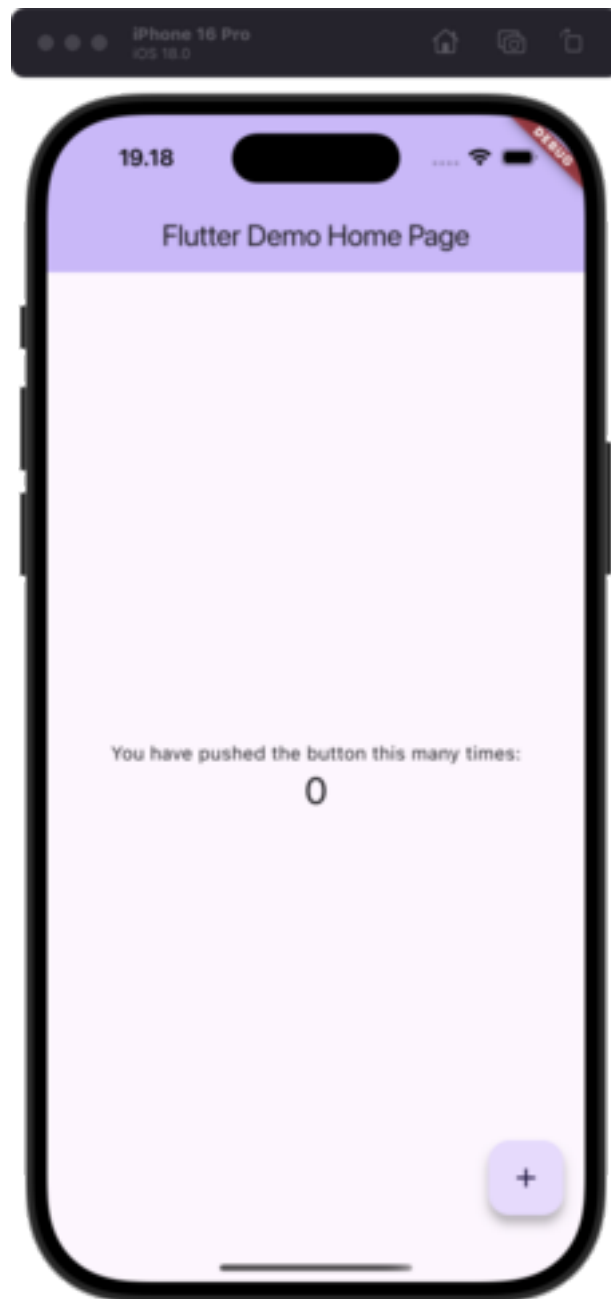 iPhone 16 Pro
iOS 18.0
19.18
DEBUG
Flutter Demo Home Page
You have pushed the button this many times:
0
+